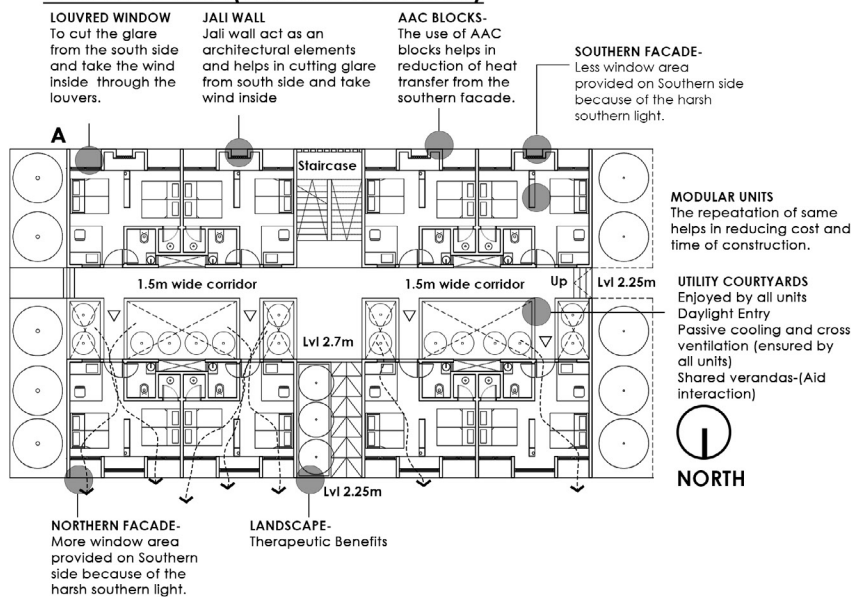 LOUVRED WINDOW
To cut the glare
from the south side
and take the wind
inside through the
louvers.
JALI WALL
Jali wall act as an
architectural elements
and helps in cutting glare
from south side and take
wind inside
AAC BLOCKS-
The use of AAC
blocks helps in
reduction of heat
transfer from the
southern facade.
SOUTHERN FACADE-
Less window area
provided on Southern side
because of the harsh
southern light.
A
Staircase
MODULAR UNITS
The repeatation of same
helps in reducing cost and
time of construction.
1.5m wide corridor
1.5m wide corridor
Up
Lvl 2.25m
UTILITY COURTYARDS
Enjoyed by all units
Daylight Entry
Passive cooling and cross
ventilation (ensured by
all units)
Shared verandas-(Aid
interaction)
Lvl 2.7m
NORTH
Lvl 2.25m
NORTHERN FACADE-
More window area
provided on Southern
side because of the
harsh southern light.
LANDSCAPE-
Therapeutic Benefits